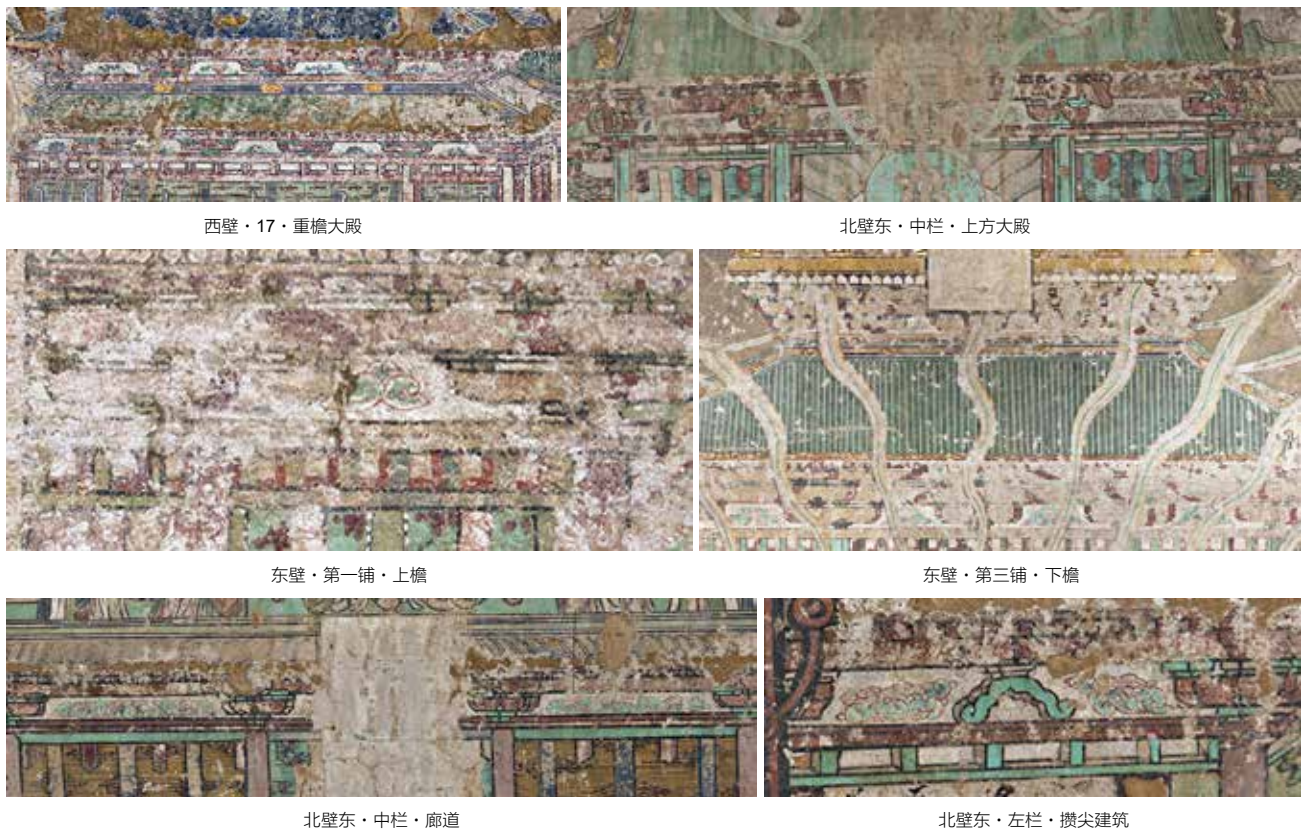 西壁・17・重檐大殿
北壁东・中栏・上方大殿
东壁・第一铺・上檐
东壁・第三铺・下檐
北壁东・中栏・廊道
北壁东・左栏・攒尖建筑